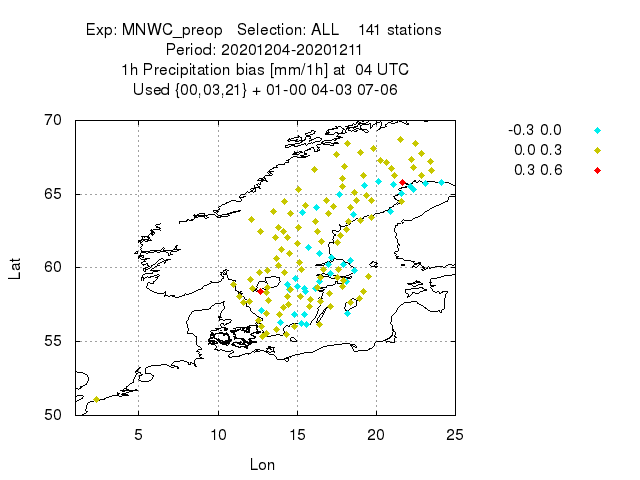 Exp: MNWC_preop Selection: ALL 141 stations
Period: 20201204-20201211
1h Precipitation bias [mm/1h] at 04 UTC
Used {00,03,21} + 01-00 04-03 07-06
-0.3 0.0
0.0 0.3
0.3 0.6
70
65
60
55
50
Lat
5 10 15 20 25
Lon